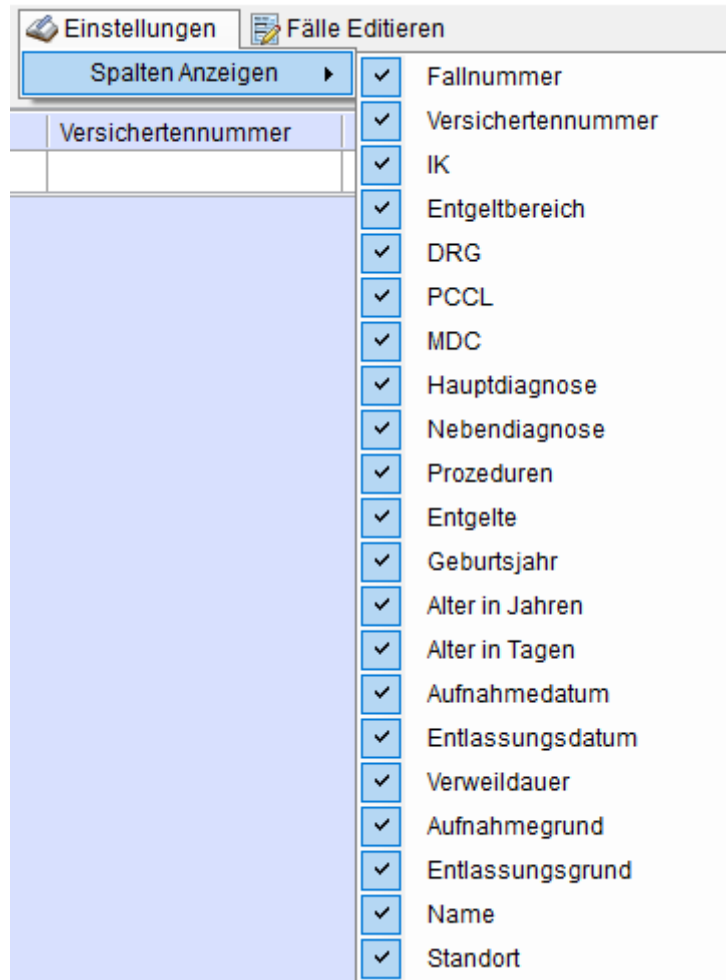 Einstellungen Fälle Editieren
Spalten Anzeigen
Versichertennummer
Fallnummer
Versichertennummer
IK
Entgeltbereich
DRG
PCCL
MDC
Hauptdiagnose
Nebendiagnose
Prozeduren
Entgelte
Geburtsjahr
Alter in Jahren
Alter in Tagen
Aufnahmedatum
Entlassungsdatum
Verweildauer
Aufnahmegrund
Entlassungsgrund
Name
Standort